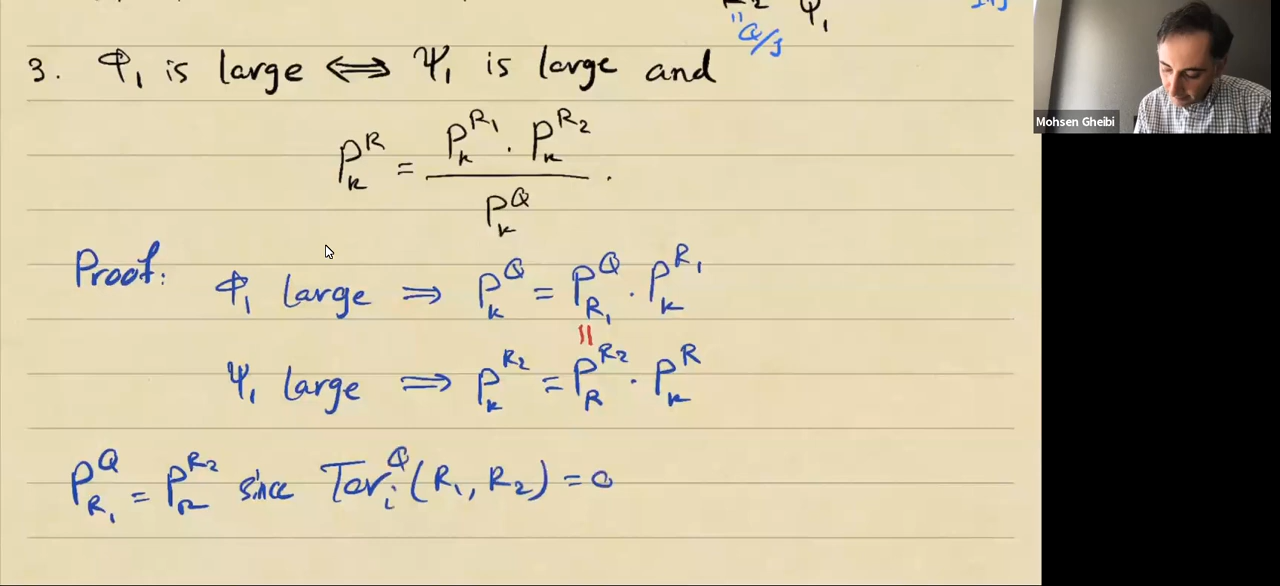 Q/J Φ₁
3. Φ₁ is large ⟺ Ψ₁ is large and
Mohsen Gheibi
P_k^R = P_k^{R₁} · P_k^{R₂} / P_k^Q .
Proof: Φ₁ large ⟹ P_k^Q = P_{R₁}^Q · P_k^{R₁}
=
Ψ₁ large ⟹ P_k^{R₂} = P_R^{R₂} · P_k^R
P_{R₁}^Q = P_R^{R₂} since Tor_i^Q (R₁, R₂) = 0